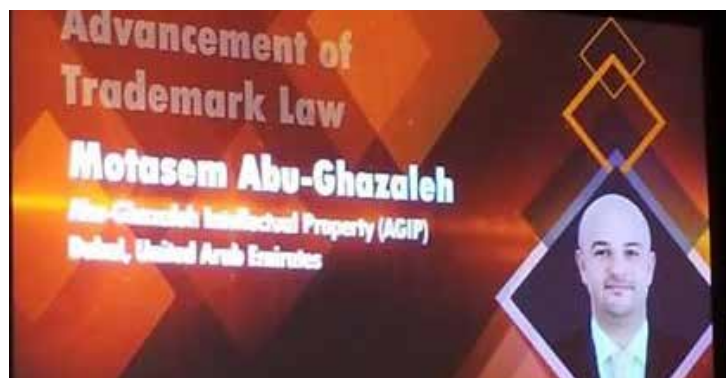 Advancement of
Trademark Law
Motasem Abu-Ghazaleh
Abu-Ghazaleh Intellectual Property (AGIP)
Dubai, United Arab Emirates